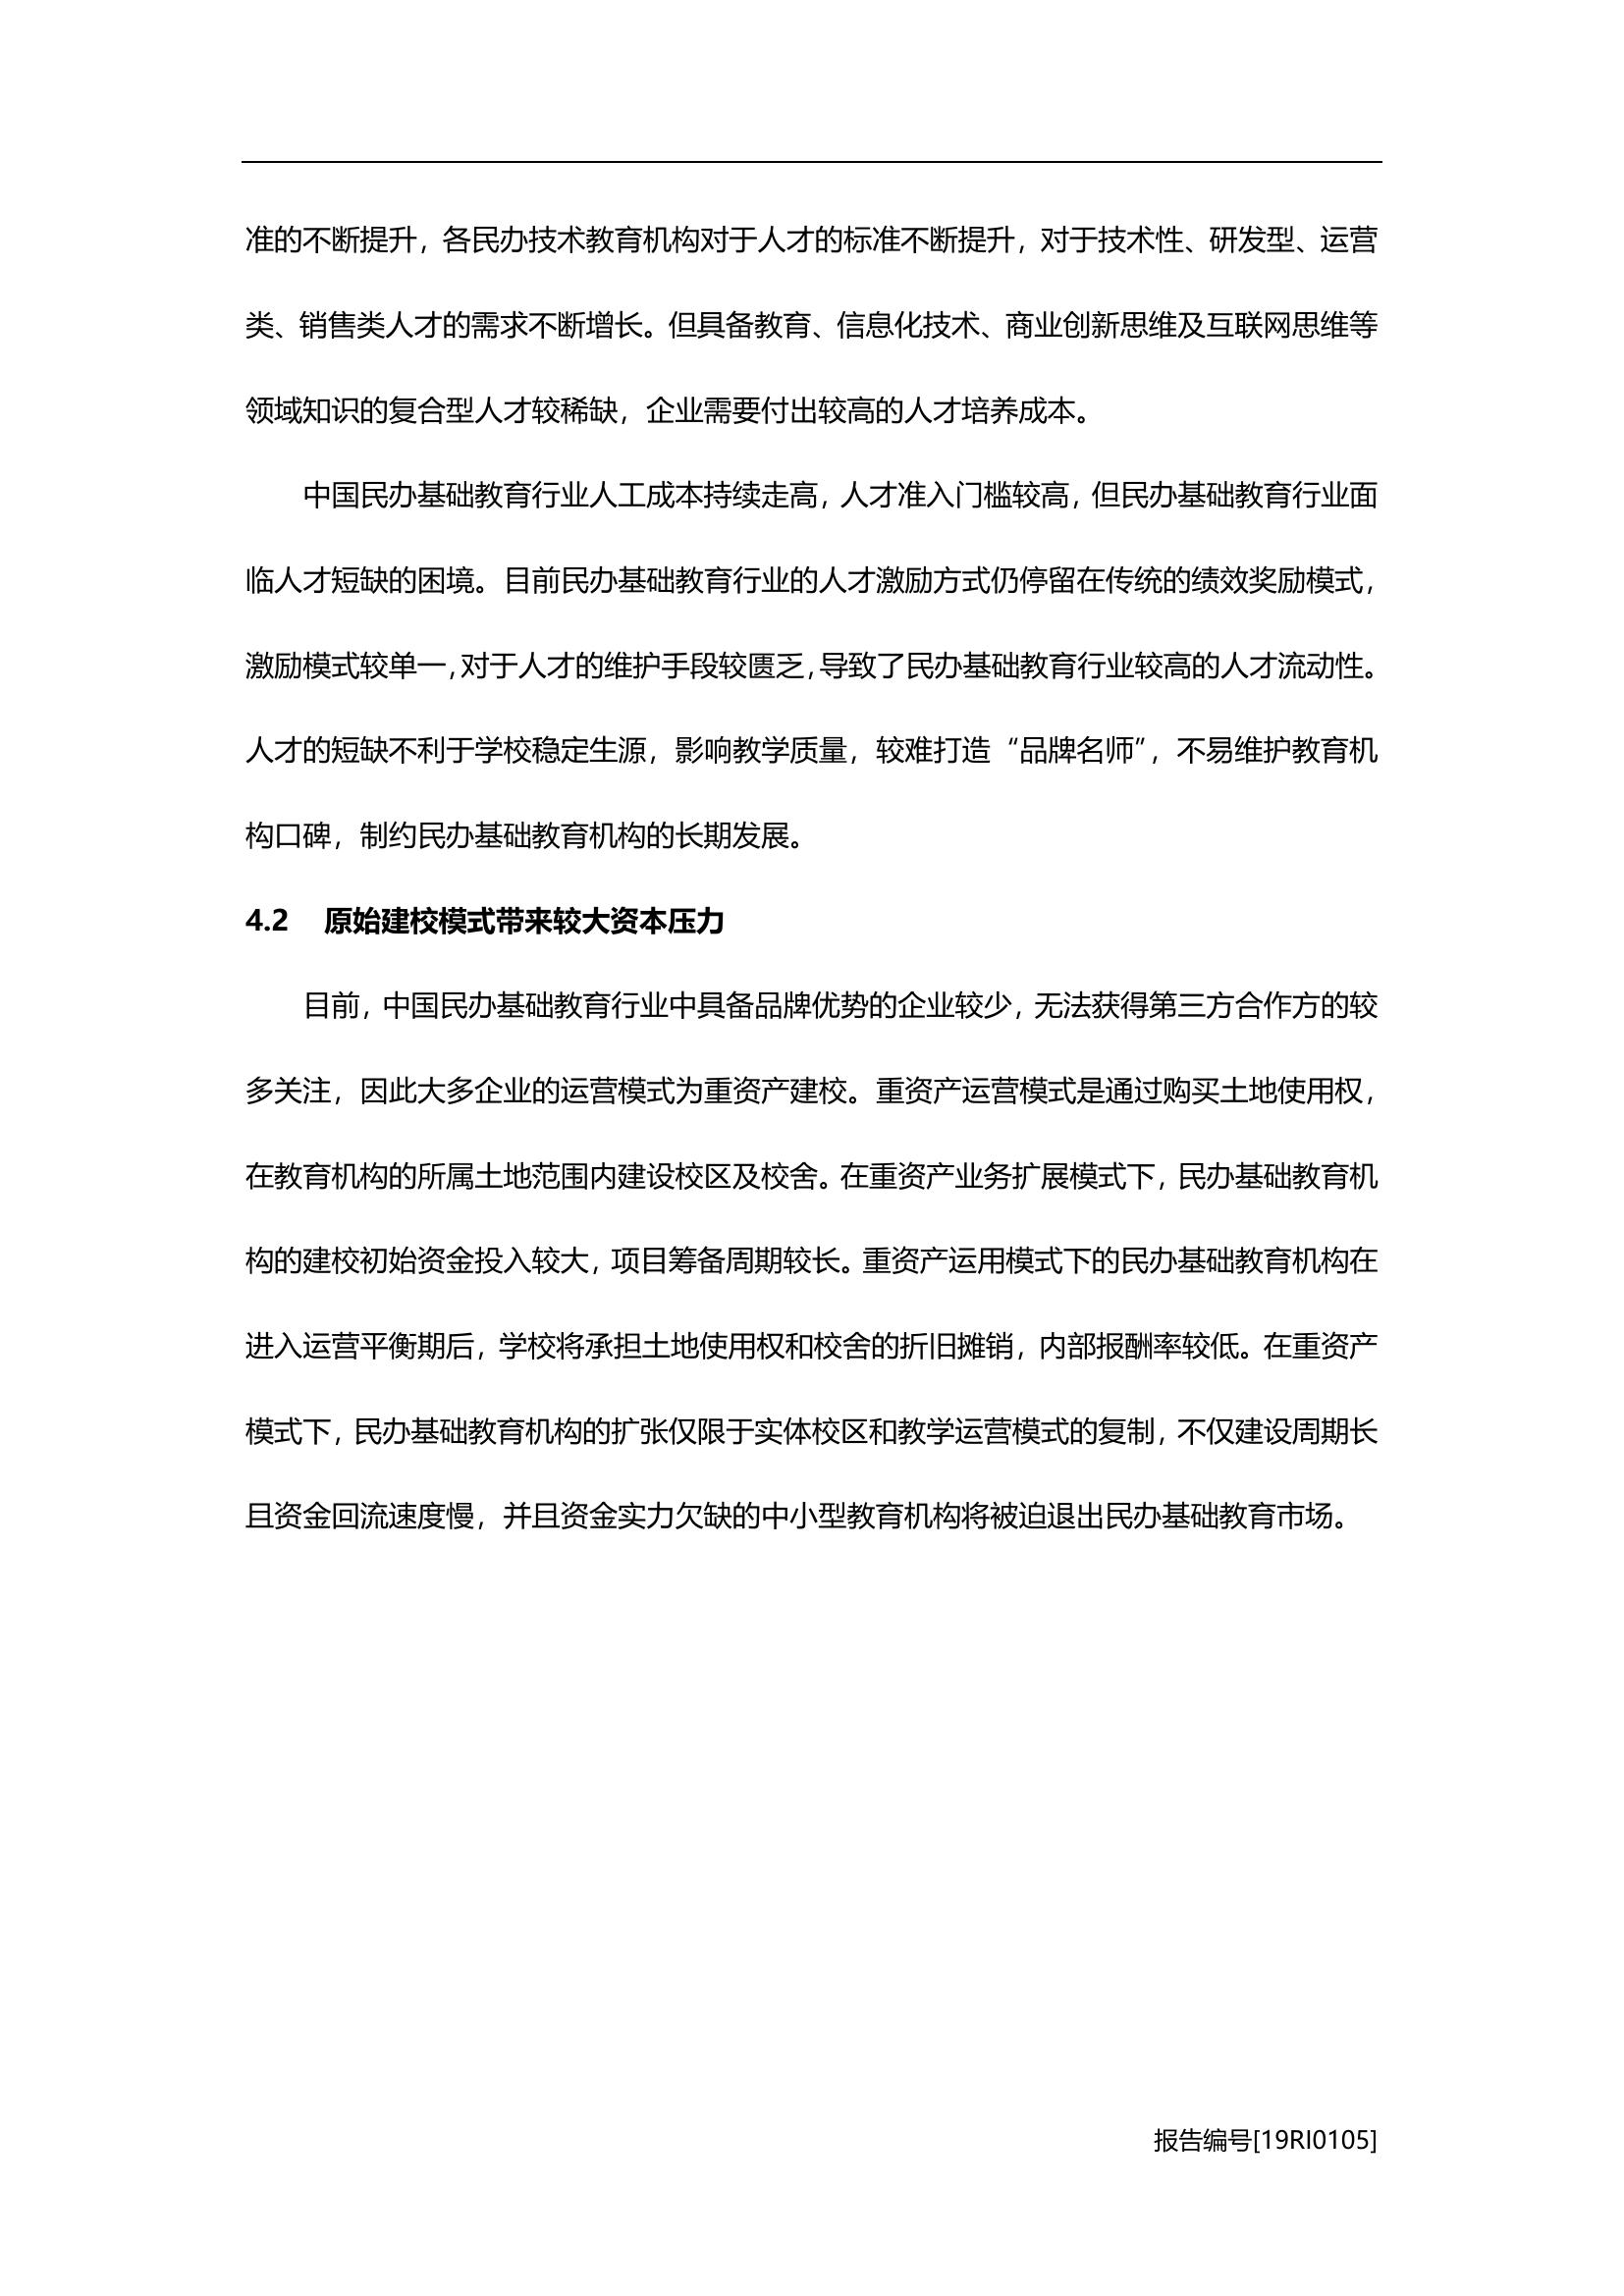 准的不断提升，各民办技术教育机构对于人才的标准不断提升，对于技术性、研发型、运营
类、销售类人才的需求不断增长。但具备教育、信息化技术、商业创新思维及互联网思维等
领域知识的复合型人才较稀缺，企业需要付出较高的人才培养成本。
中国民办基础教育行业人工成本持续走高，人才准入门槛较高，但民办基础教育行业面
临人才短缺的困境。目前民办基础教育行业的人才激励方式仍停留在传统的绩效奖励模式，
激励模式较单一，对于人才的维护手段较匮乏，导致了民办基础教育行业较高的人才流动性。
人才的短缺不利于学校稳定生源，影响教学质量，较难打造“品牌名师”，不易维护教育机
构口碑，制约民办基础教育机构的长期发展。
4.2 原始建校模式带来较大资本压力
目前，中国民办基础教育行业中具备品牌优势的企业较少，无法获得第三方合作方的较
多关注，因此大多企业的运营模式为重资产建校。重资产运营模式是通过购买土地使用权，
在教育机构的所属土地范围内建设校区及校舍。在重资产业务扩展模式下，民办基础教育机
构的建校初始资金投入较大，项目筹备周期较长。重资产运用模式下的民办基础教育机构在
进入运营平衡期后，学校将承担土地使用权和校舍的折旧摊销，内部报酬率较低。在重资产
模式下，民办基础教育机构的扩张仅限于实体校区和教学运营模式的复制，不仅建设周期长
且资金回流速度慢，并且资金实力欠缺的中小型教育机构将被迫退出民办基础教育市场。
报告编号[19RI0105]